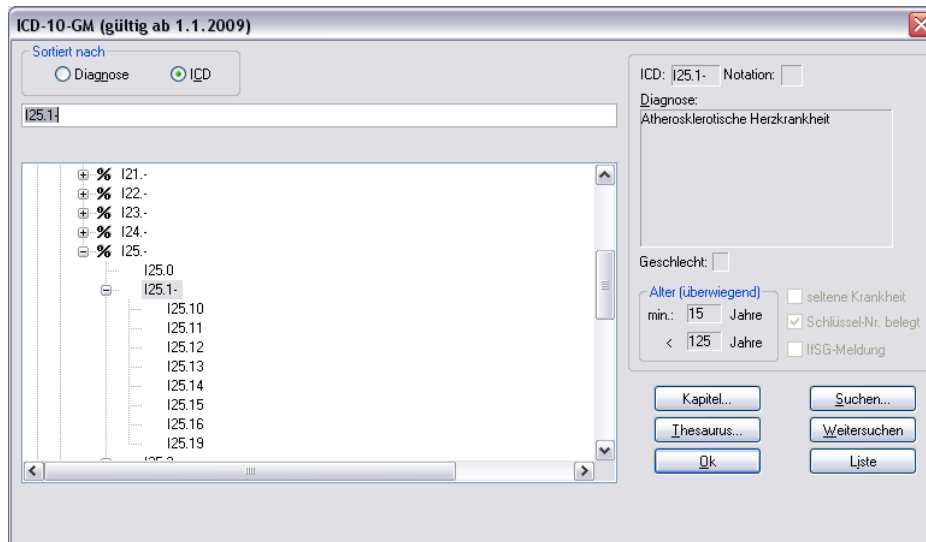 ICD-10-GM (gültig ab 1.1.2009)
Sortiert nach
Diagnose ICD
I25.1-
% I21.-
% I22.-
% I23.-
% I24.-
% I25.-
I25.0
I25.1-
I25.10
I25.11
I25.12
I25.13
I25.14
I25.15
I25.16
I25.19
ICD: I25.1- Notation:
Diagnose:
Atherosklerotische Herzkrankheit
Geschlecht:
Alter (überwiegend)
min.: 15 Jahre
< 125 Jahre
seltene Krankheit
Schlüssel-Nr. belegt
IfSG-Meldung
Kapitel... Suchen...
Thesaurus... Weitersuchen
Ok Liste